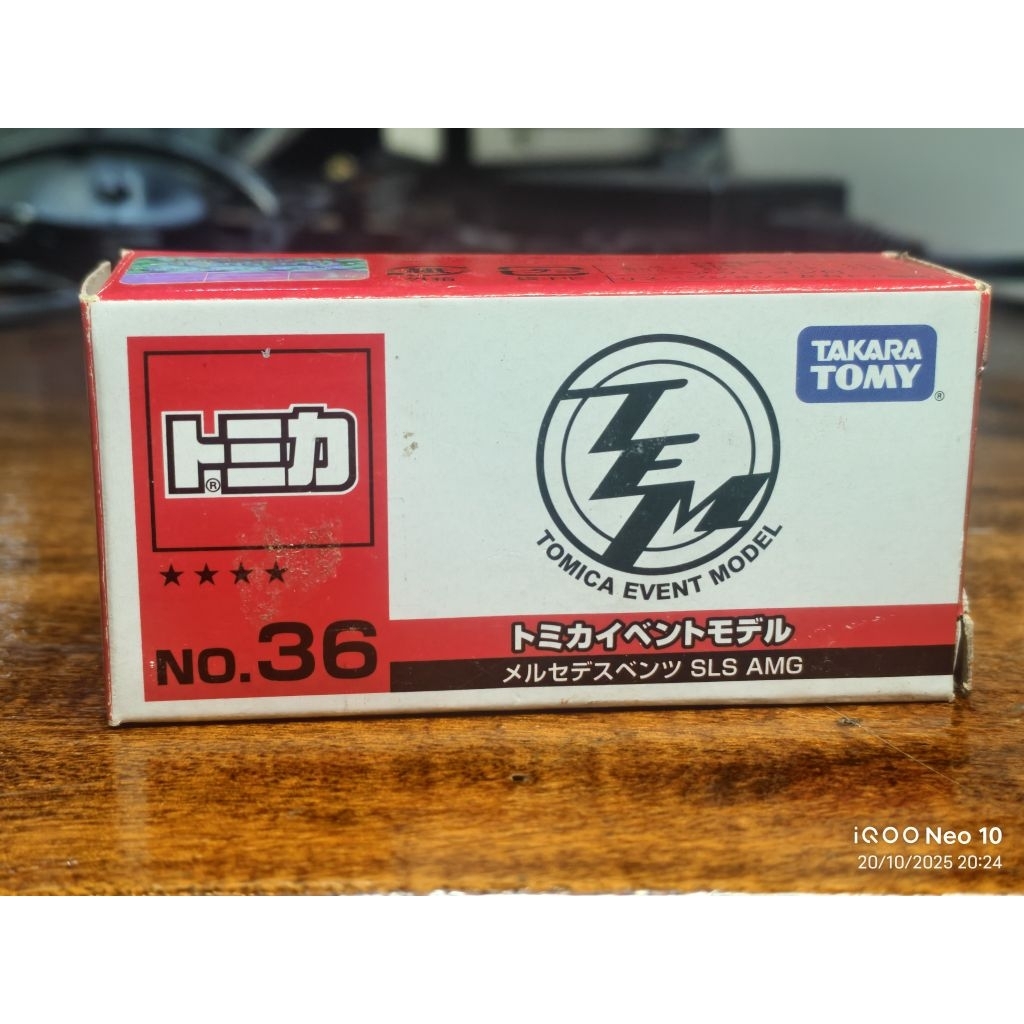 TAKARA
TOMY
®
トミカ
®
TEM
TOMICA EVENT MODEL
★★★★
NO.36
トミカイベントモデル
メルセデスベンツ SLS AMG
iQOO Neo 10
20/10/2025 20:24